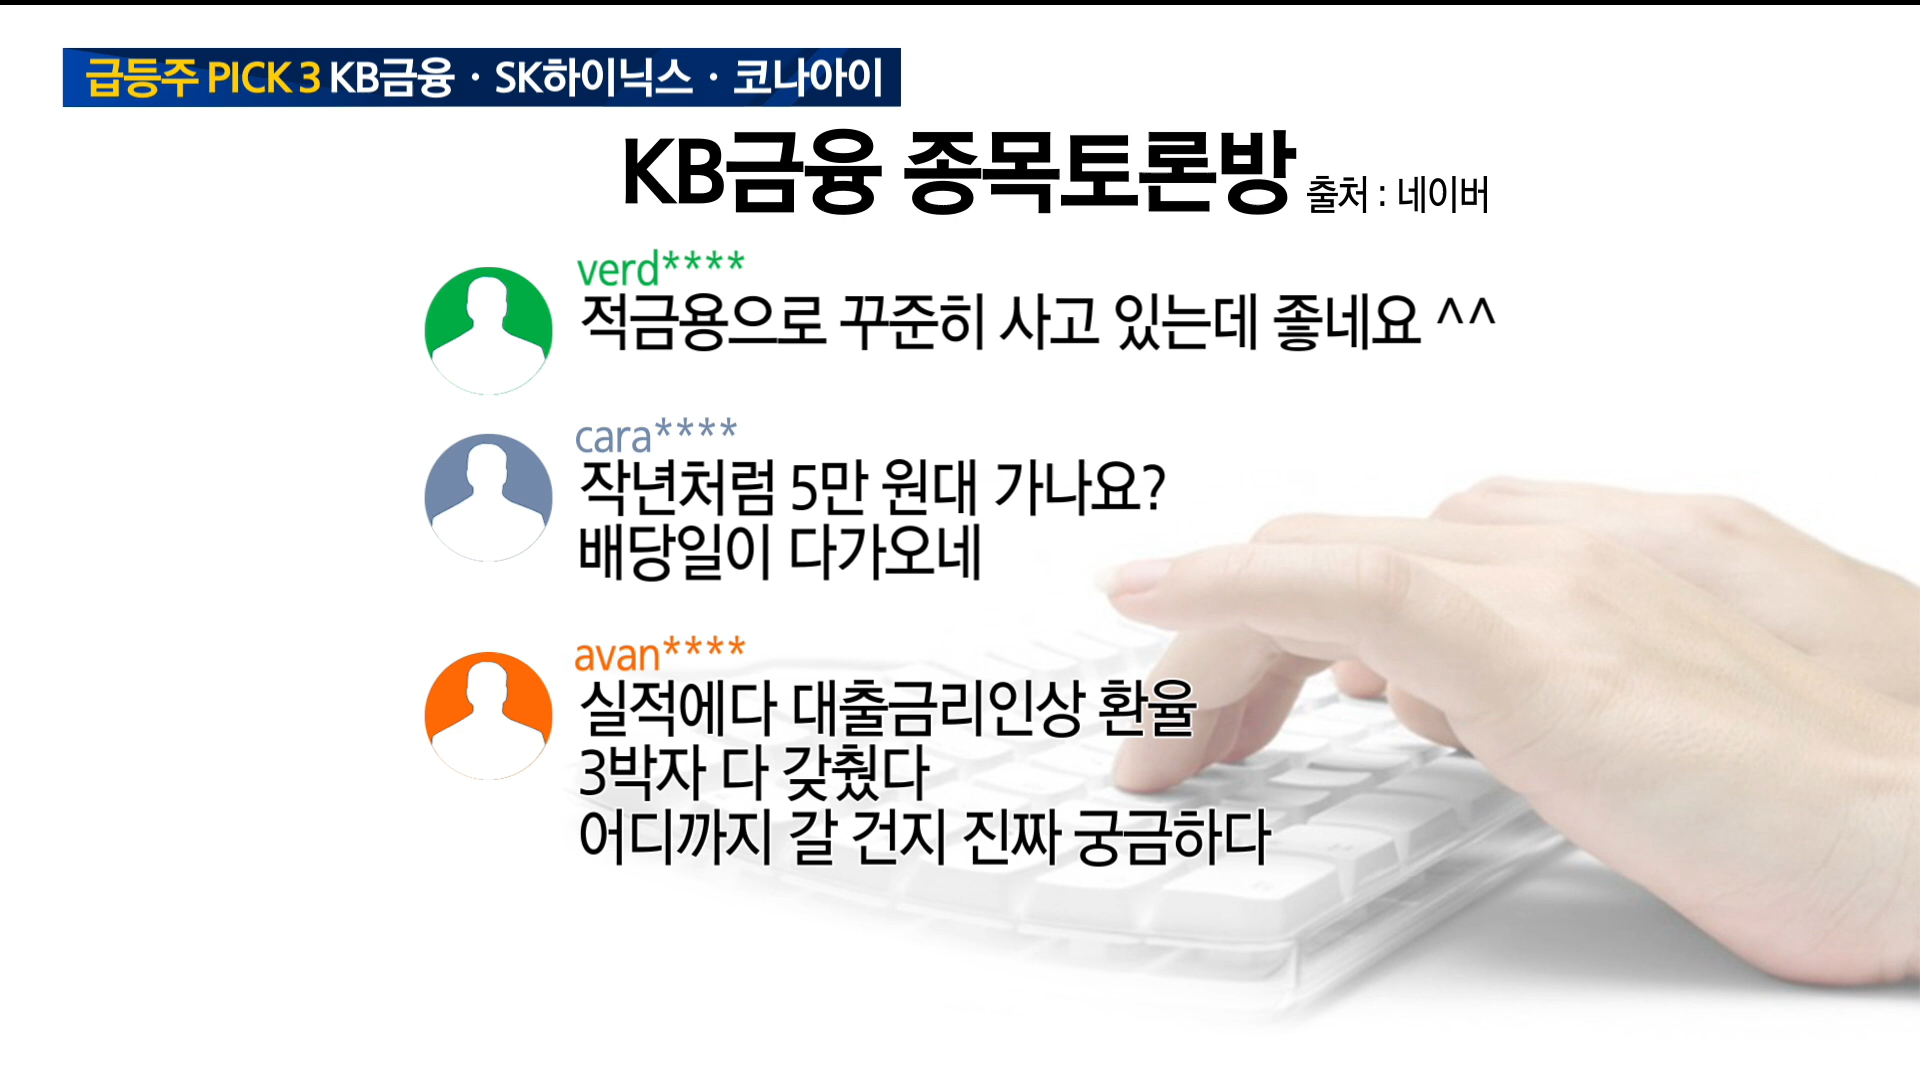 급등주 PICK 3 KB금융 · SK하이닉스 · 코나아이
KB금융 종목토론방 출처 : 네이버
verd****
적금용으로 꾸준히 사고 있는데 좋네요 ^^
cara****
작년처럼 5만 원대 가나요?
배당일이 다가오네
avan****
실적에다 대출금리인상 환율
3박자 다 갖췄다
어디까지 갈 건지 진짜 궁금하다